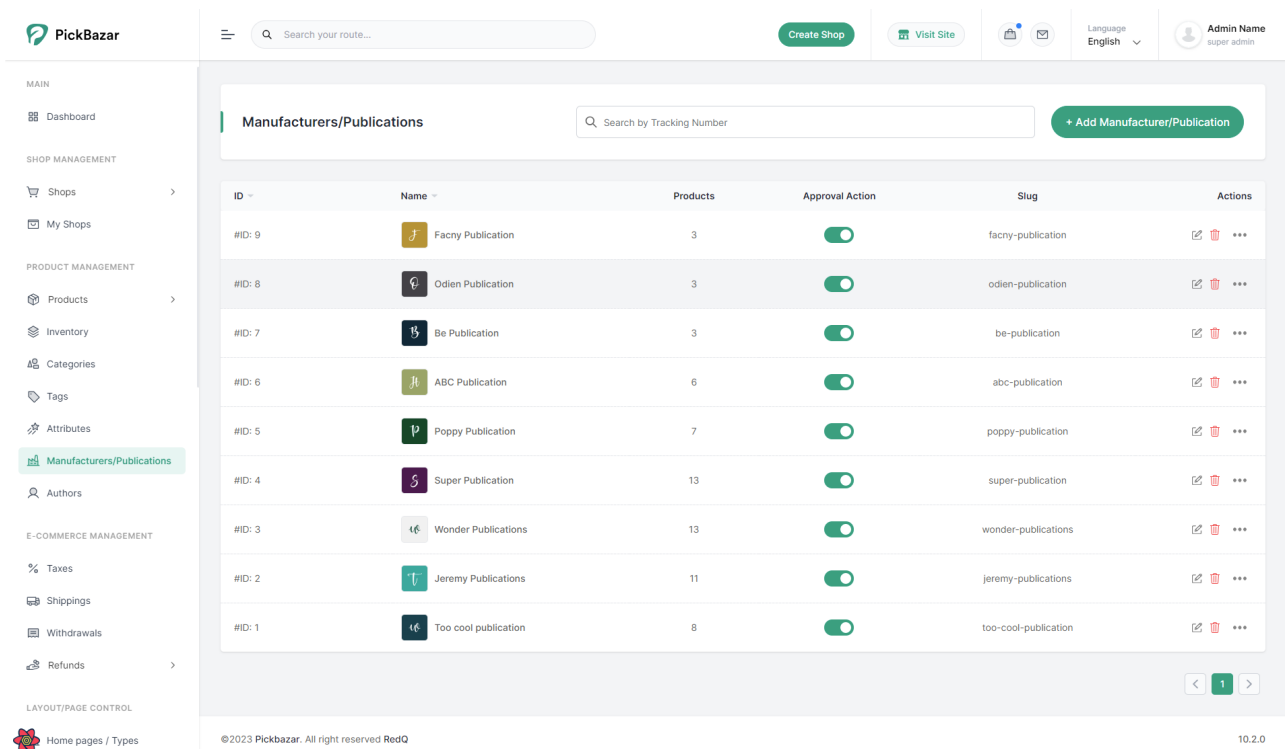 PickBazar
Search your route...
Create Shop
Visit Site
Language
English
Admin Name
super admin
MAIN
Dashboard
SHOP MANAGEMENT
Shops
My Shops
PRODUCT MANAGEMENT
Products
Inventory
Categories
Tags
Attributes
Manufacturers/Publications
Authors
E-COMMERCE MANAGEMENT
Taxes
Shippings
Withdrawals
Refunds
LAYOUT/PAGE CONTROL
Home pages / Types
Manufacturers/Publications
Search by Tracking Number
+ Add Manufacturer/Publication
ID Name Products Approval Action Slug Actions
#ID: 9 Facny Publication 3 facny-publication
#ID: 8 Odien Publication 3 odien-publication
#ID: 7 Be Publication 3 be-publication
#ID: 6 ABC Publication 6 abc-publication
#ID: 5 Poppy Publication 7 poppy-publication
#ID: 4 Super Publication 13 super-publication
#ID: 3 Wonder Publications 13 wonder-publications
#ID: 2 Jeremy Publications 11 jeremy-publications
#ID: 1 Too cool publication 8 too-cool-publication
1
©2023 Pickbazar. All right reserved RedQ
10.2.0